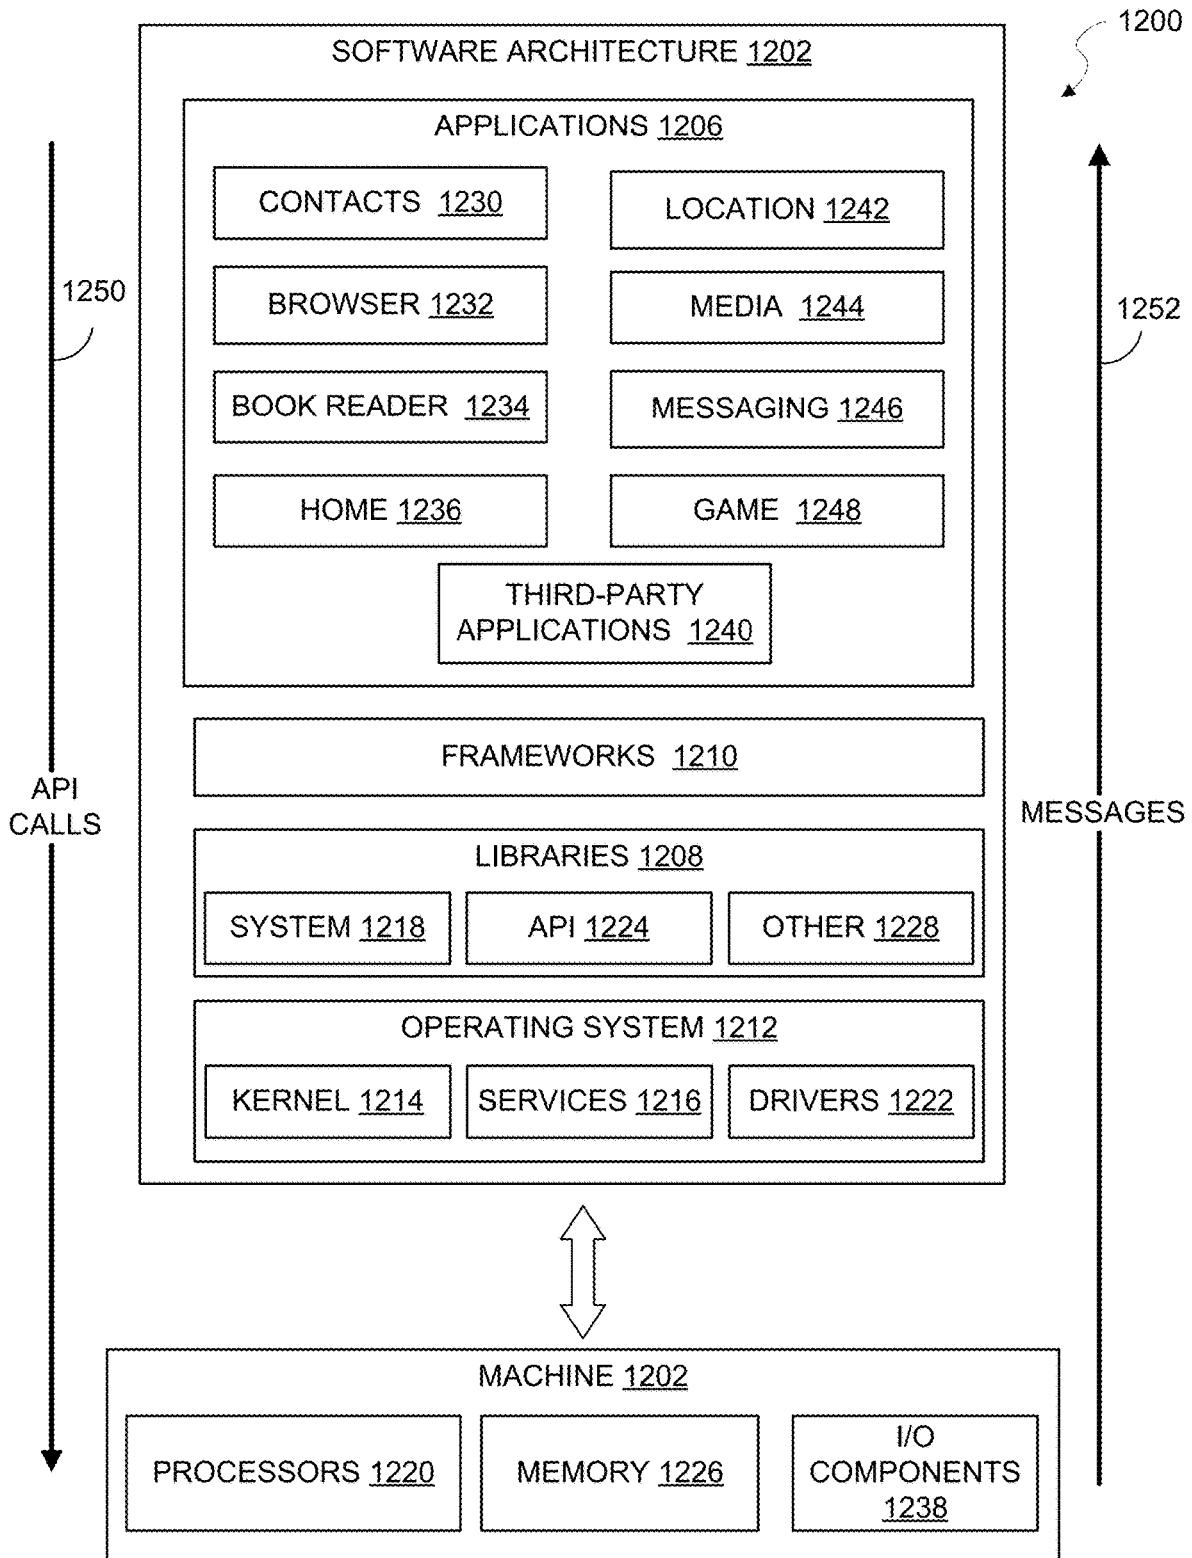 1200
SOFTWARE ARCHITECTURE 1202
APPLICATIONS 1206
CONTACTS 1230
LOCATION 1242
BROWSER 1232
MEDIA 1244
1250
1252
BOOK READER 1234
MESSAGING 1246
HOME 1236
GAME 1248
THIRD-PARTY
APPLICATIONS 1240
FRAMEWORKS 1210
API
CALLS
MESSAGES
LIBRARIES 1208
SYSTEM 1218
API 1224
OTHER 1228
OPERATING SYSTEM 1212
KERNEL 1214
SERVICES 1216
DRIVERS 1222
MACHINE 1202
PROCESSORS 1220
MEMORY 1226
I/O
COMPONENTS
1238